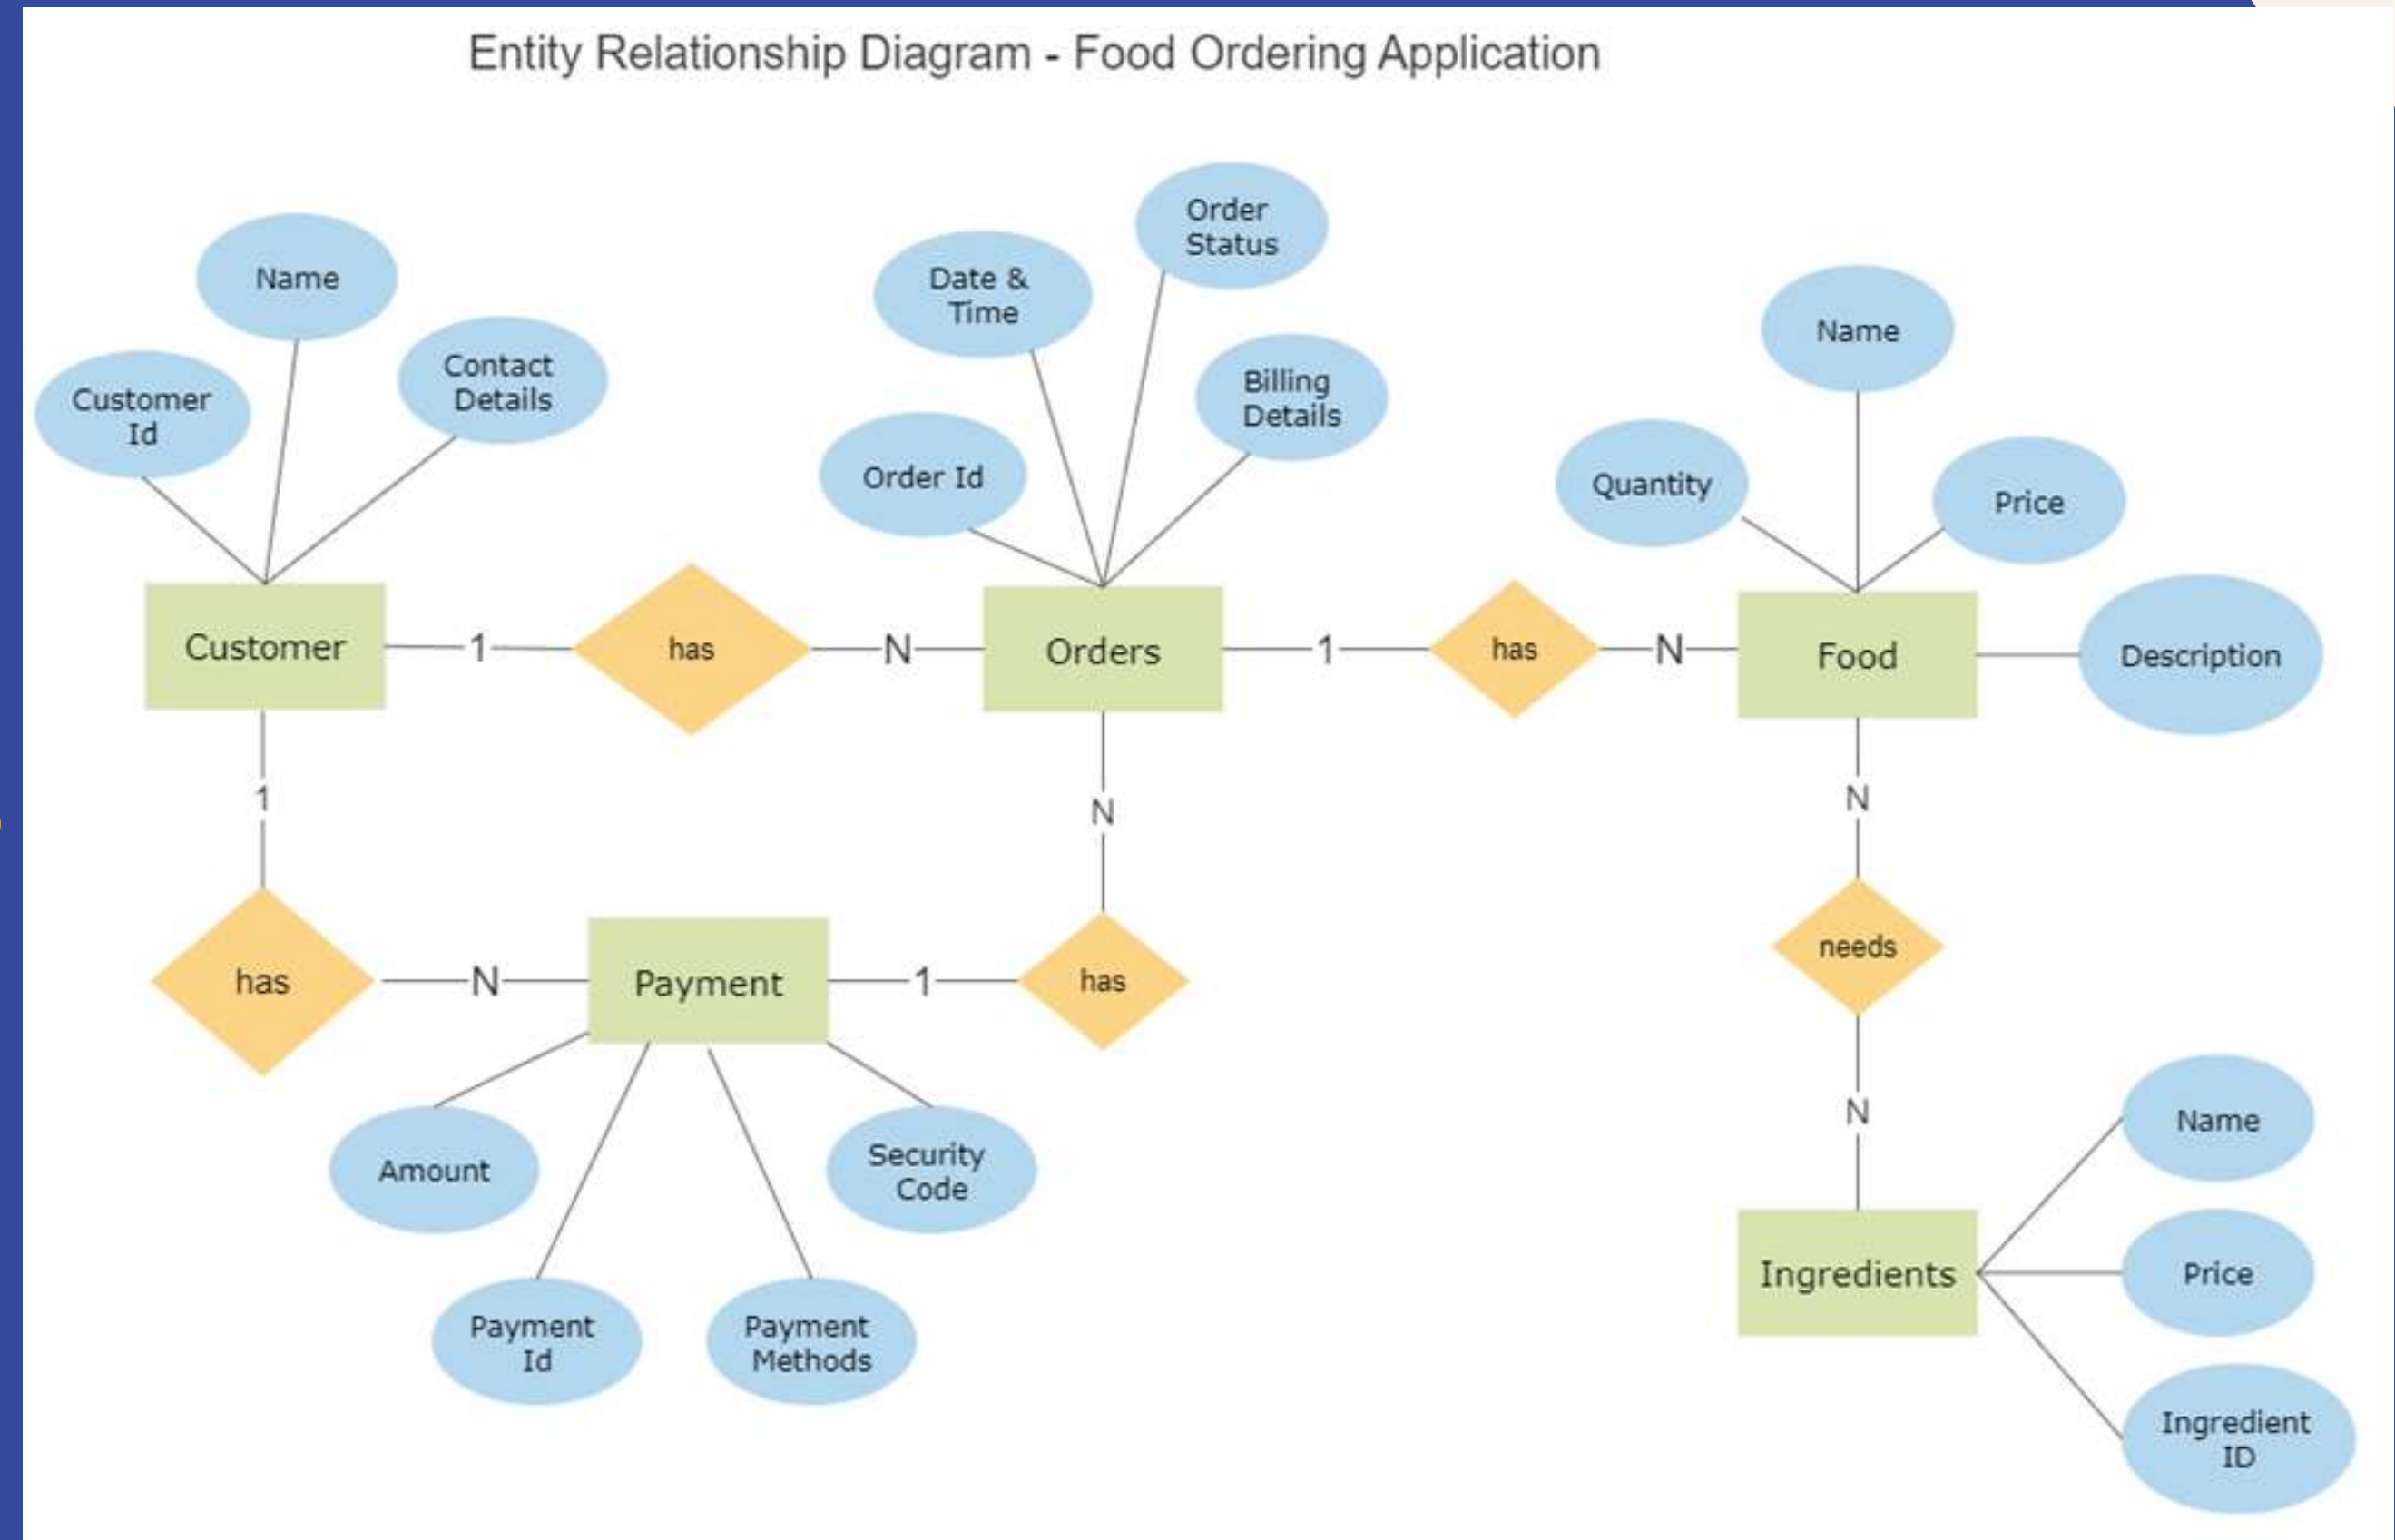 Entity Relationship Diagram - Food Ordering Application
Order
Status
Name
Date &
Time
Name
Contact
Details
Billing
Details
Customer
Id
Order Id
Quantity
Price
Customer
1
has
N
Orders
1
has
N
Food
Description
1
N
N
has
N
Payment
1
has
needs
Amount
Security
Code
N
Name
Ingredients
Price
Payment
Id
Payment
Methods
Ingredient
ID